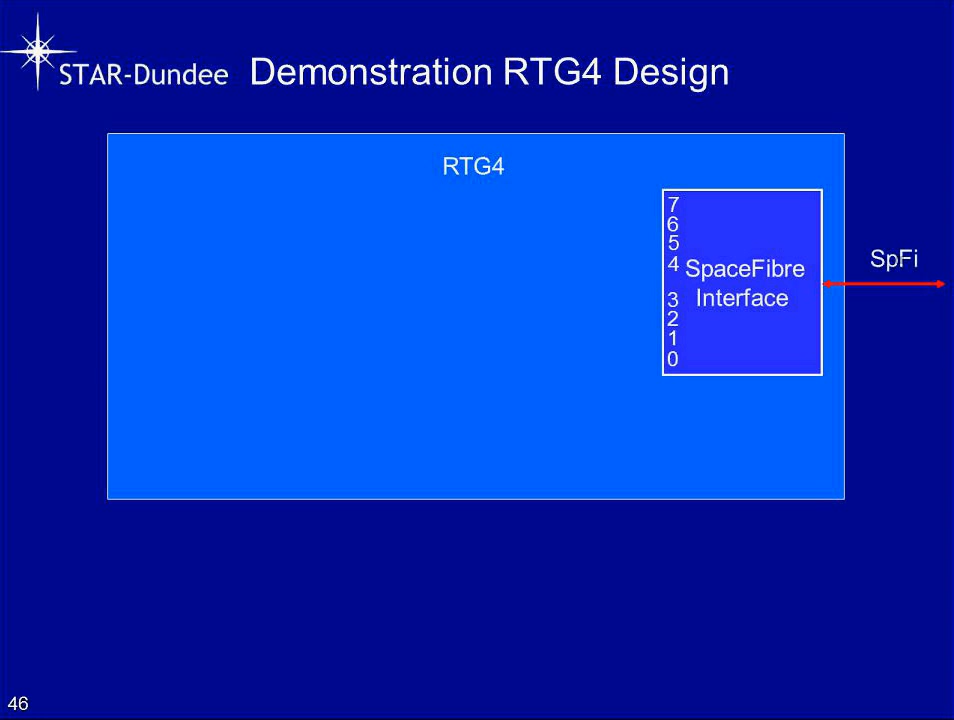 STAR-Dundee
Demonstration RTG4 Design
RTG4
7
6
5
4
3
2
1
0
SpaceFibre
Interface
SpFi
46